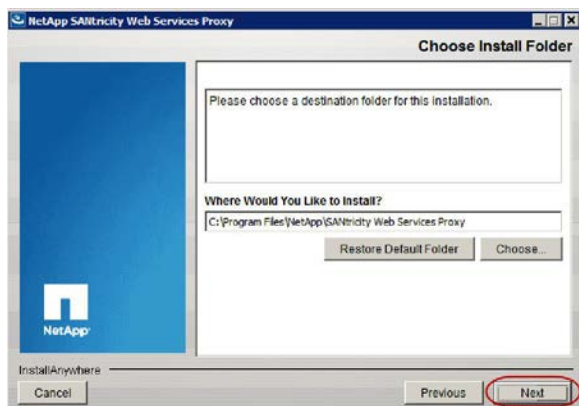 NetApp SANtricity Web Services Proxy
Choose Install Folder
Please choose a destination folder for this installation.
Where Would You Like to Install?
C:\Program Files\NetApp\SANtricity Web Services Proxy
Restore Default Folder
Choose...
NetApp
InstallAnywhere
Cancel
Previous
Next